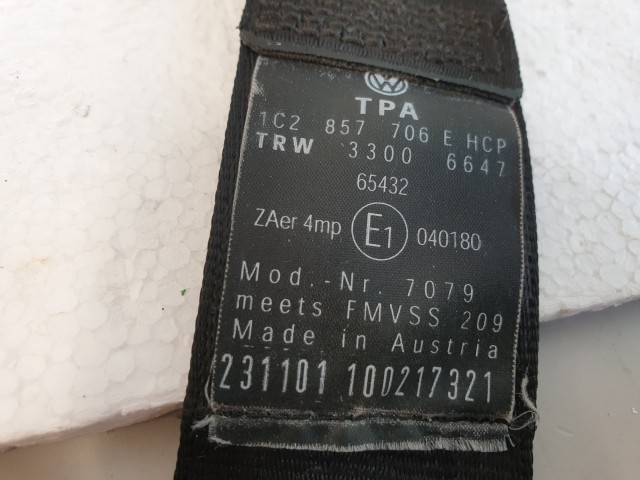 TPA
1C2 857 706 E HCP
TRW 3300 6647
65432
ZAer 4mp E1 040180
Mod.-Nr. 7079
meets FMVSS 209
Made in Austria
231101 100217321